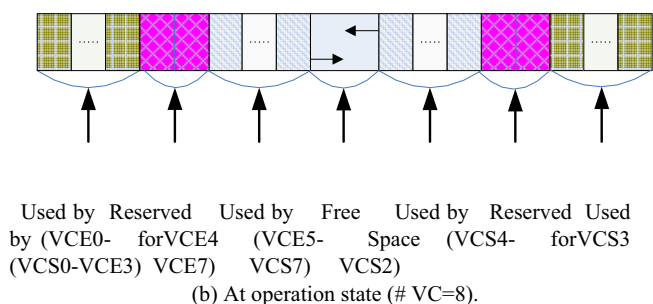 .....
.....
.....
.....
Used by Reserved Used by Free Used by Reserved Used
by (VCE0- forVCE4 (VCE5- Space (VCS4- forVCS3
(VCS0-VCE3) VCE7) VCS7) VCS2)
(b) At operation state (# VC=8).